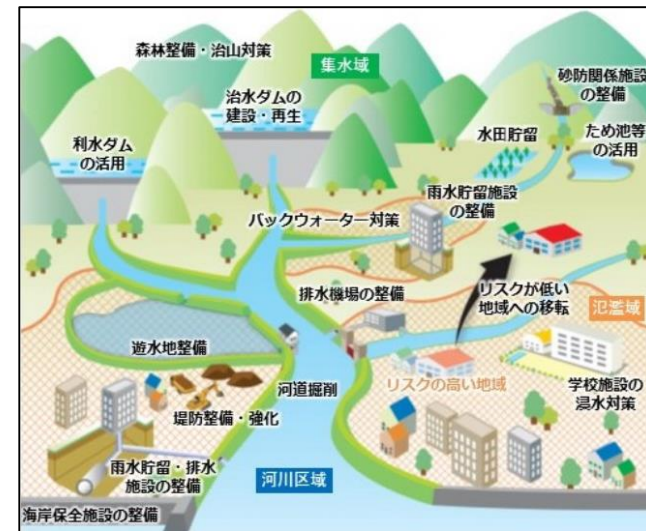 森林整備・治山対策
集水域
砂防関係施設
の整備
治水ダムの
建設・再生
水田貯留
ため池等
の活用
利水ダム
の活用
雨水貯留施設
の整備
バックウォーター対策
排水機場の整備
リスクが低い
地域への移転
氾濫域
遊水地整備
河道掘削
リスクの高い地域
学校施設の
浸水対策
堤防整備・強化
雨水貯留・排水
施設の整備
河川区域
海岸保全施設の整備